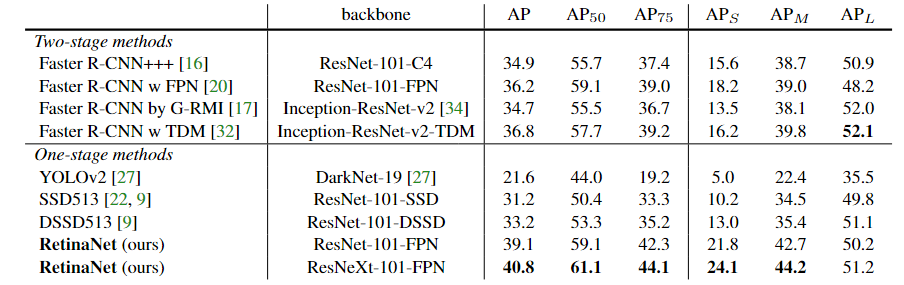 backbone AP AP50 AP75 APS APM APL
Two-stage methods
Faster R-CNN+++ [16] ResNet-101-C4 34.9 55.7 37.4 15.6 38.7 50.9
Faster R-CNN w FPN [20] ResNet-101-FPN 36.2 59.1 39.0 18.2 39.0 48.2
Faster R-CNN by G-RMI [17] Inception-ResNet-v2 [34] 34.7 55.5 36.7 13.5 38.1 52.0
Faster R-CNN w TDM [32] Inception-ResNet-v2-TDM 36.8 57.7 39.2 16.2 39.8 52.1
One-stage methods
YOLOv2 [27] DarkNet-19 [27] 21.6 44.0 19.2 5.0 22.4 35.5
SSD513 [22, 9] ResNet-101-SSD 31.2 50.4 33.3 10.2 34.5 49.8
DSSD513 [9] ResNet-101-DSSD 33.2 53.3 35.2 13.0 35.4 51.1
RetinaNet (ours) ResNet-101-FPN 39.1 59.1 42.3 21.8 42.7 50.2
RetinaNet (ours) ResNeXt-101-FPN 40.8 61.1 44.1 24.1 44.2 51.2